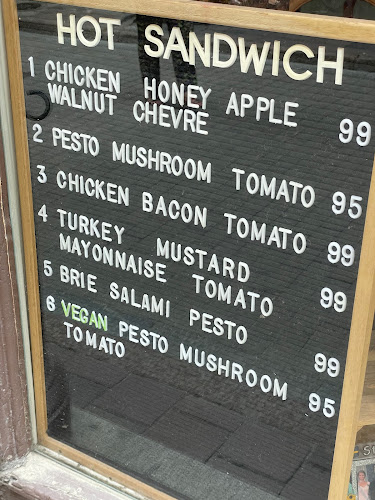 HOT SANDWICH
1 CHICKEN HONEY APPLE
WALNUT CHEVRE 99
2 PESTO MUSHROOM TOMATO 95
3 CHICKEN BACON TOMATO 99
4 TURKEY MUSTARD
MAYONNAISE TOMATO 99
5 BRIE SALAMI PESTO 99
6 VEGAN PESTO MUSHROOM 95
TOMATO